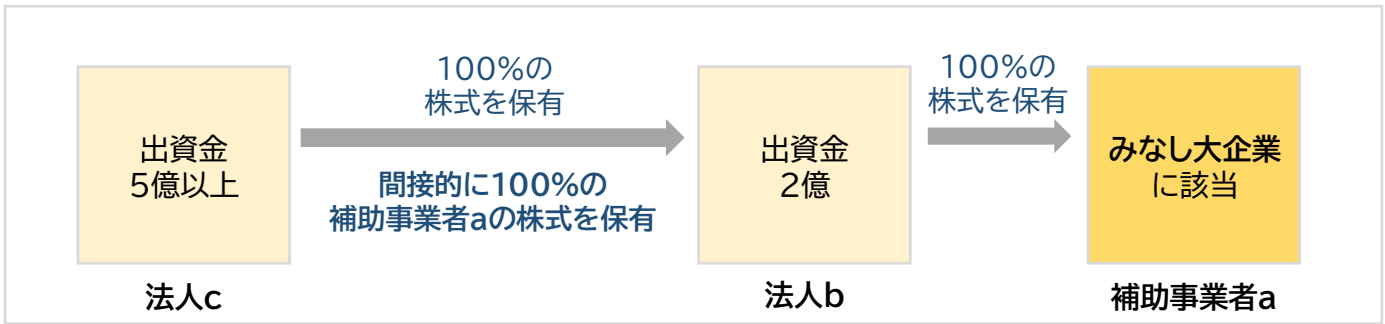 出資金
5億以上
法人c
100%の
株式を保有
間接的に100%の
補助事業者aの株式を保有
出資金
2億
法人b
100%の
株式を保有
みなし大企業
に該当
補助事業者a